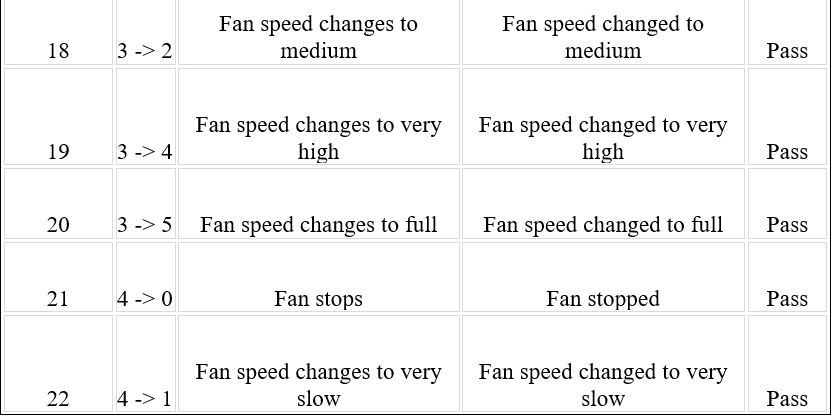 Fan speed changes to Fan speed changed to
18 3 -> 2 medium medium Pass
Fan speed changes to very Fan speed changed to very
19 3 -> 4 high high Pass
20 3 -> 5 Fan speed changes to full Fan speed changed to full Pass
21 4 -> 0 Fan stops Fan stopped Pass
Fan speed changes to very Fan speed changed to very
22 4 -> 1 slow slow Pass